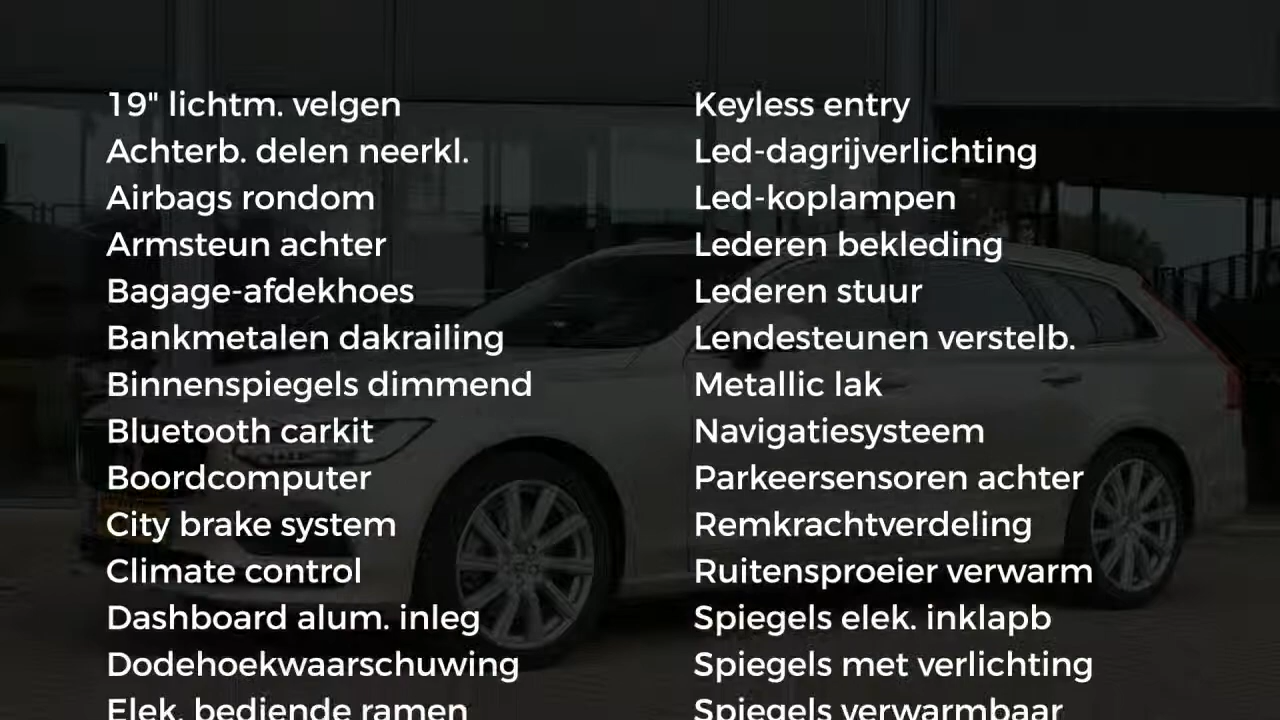 19" lichtm. velgen
Achterb. delen neerkl.
Airbags rondom
Armsteun achter
Bagage-afdekhoes
Bankmetalen dakrailing
Binnenspiegels dimmend
Bluetooth carkit
Boordcomputer
City brake system
Climate control
Dashboard alum. inleg
Dodehoekwaarschuwing
Elek. bediende ramen
Keyless entry
Led-dagrijverlichting
Led-koplampen
Lederen bekleding
Lederen stuur
Lendesteunen verstelb.
Metallic lak
Navigatiesysteem
Parkeersensoren achter
Remkrachtverdeling
Ruitensproeier verwarm
Spiegels elek. inklapb
Spiegels met verlichting
Spiegels verwarmbaar